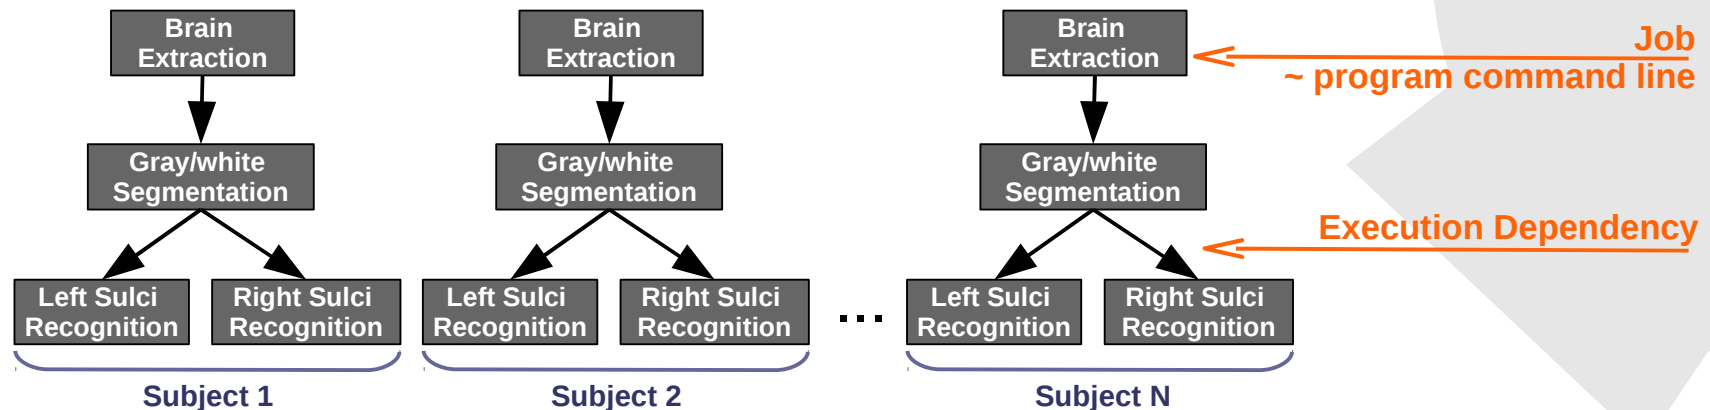 Brain
Extraction
Brain
Extraction
Brain
Extraction
Job
~ program command line
Gray/white
Segmentation
Gray/white
Segmentation
Gray/white
Segmentation
Execution Dependency
Left Sulci
Recognition
Right Sulci
Recognition
Left Sulci
Recognition
Right Sulci
Recognition
...
Left Sulci
Recognition
Right Sulci
Recognition
Subject 1
Subject 2
Subject N